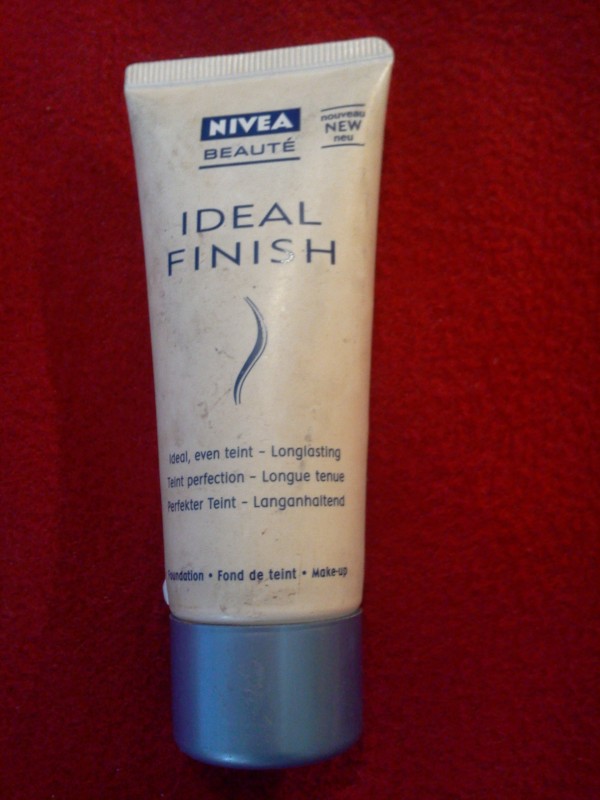 NIVEA
BEAUTÉ
nouveau
NEW
neu
IDEAL
FINISH
Ideal, even teint – Longlasting
Teint perfection – Longue tenue
Perfekter Teint – Langanhaltend
Foundation • Fond de teint • Make-up